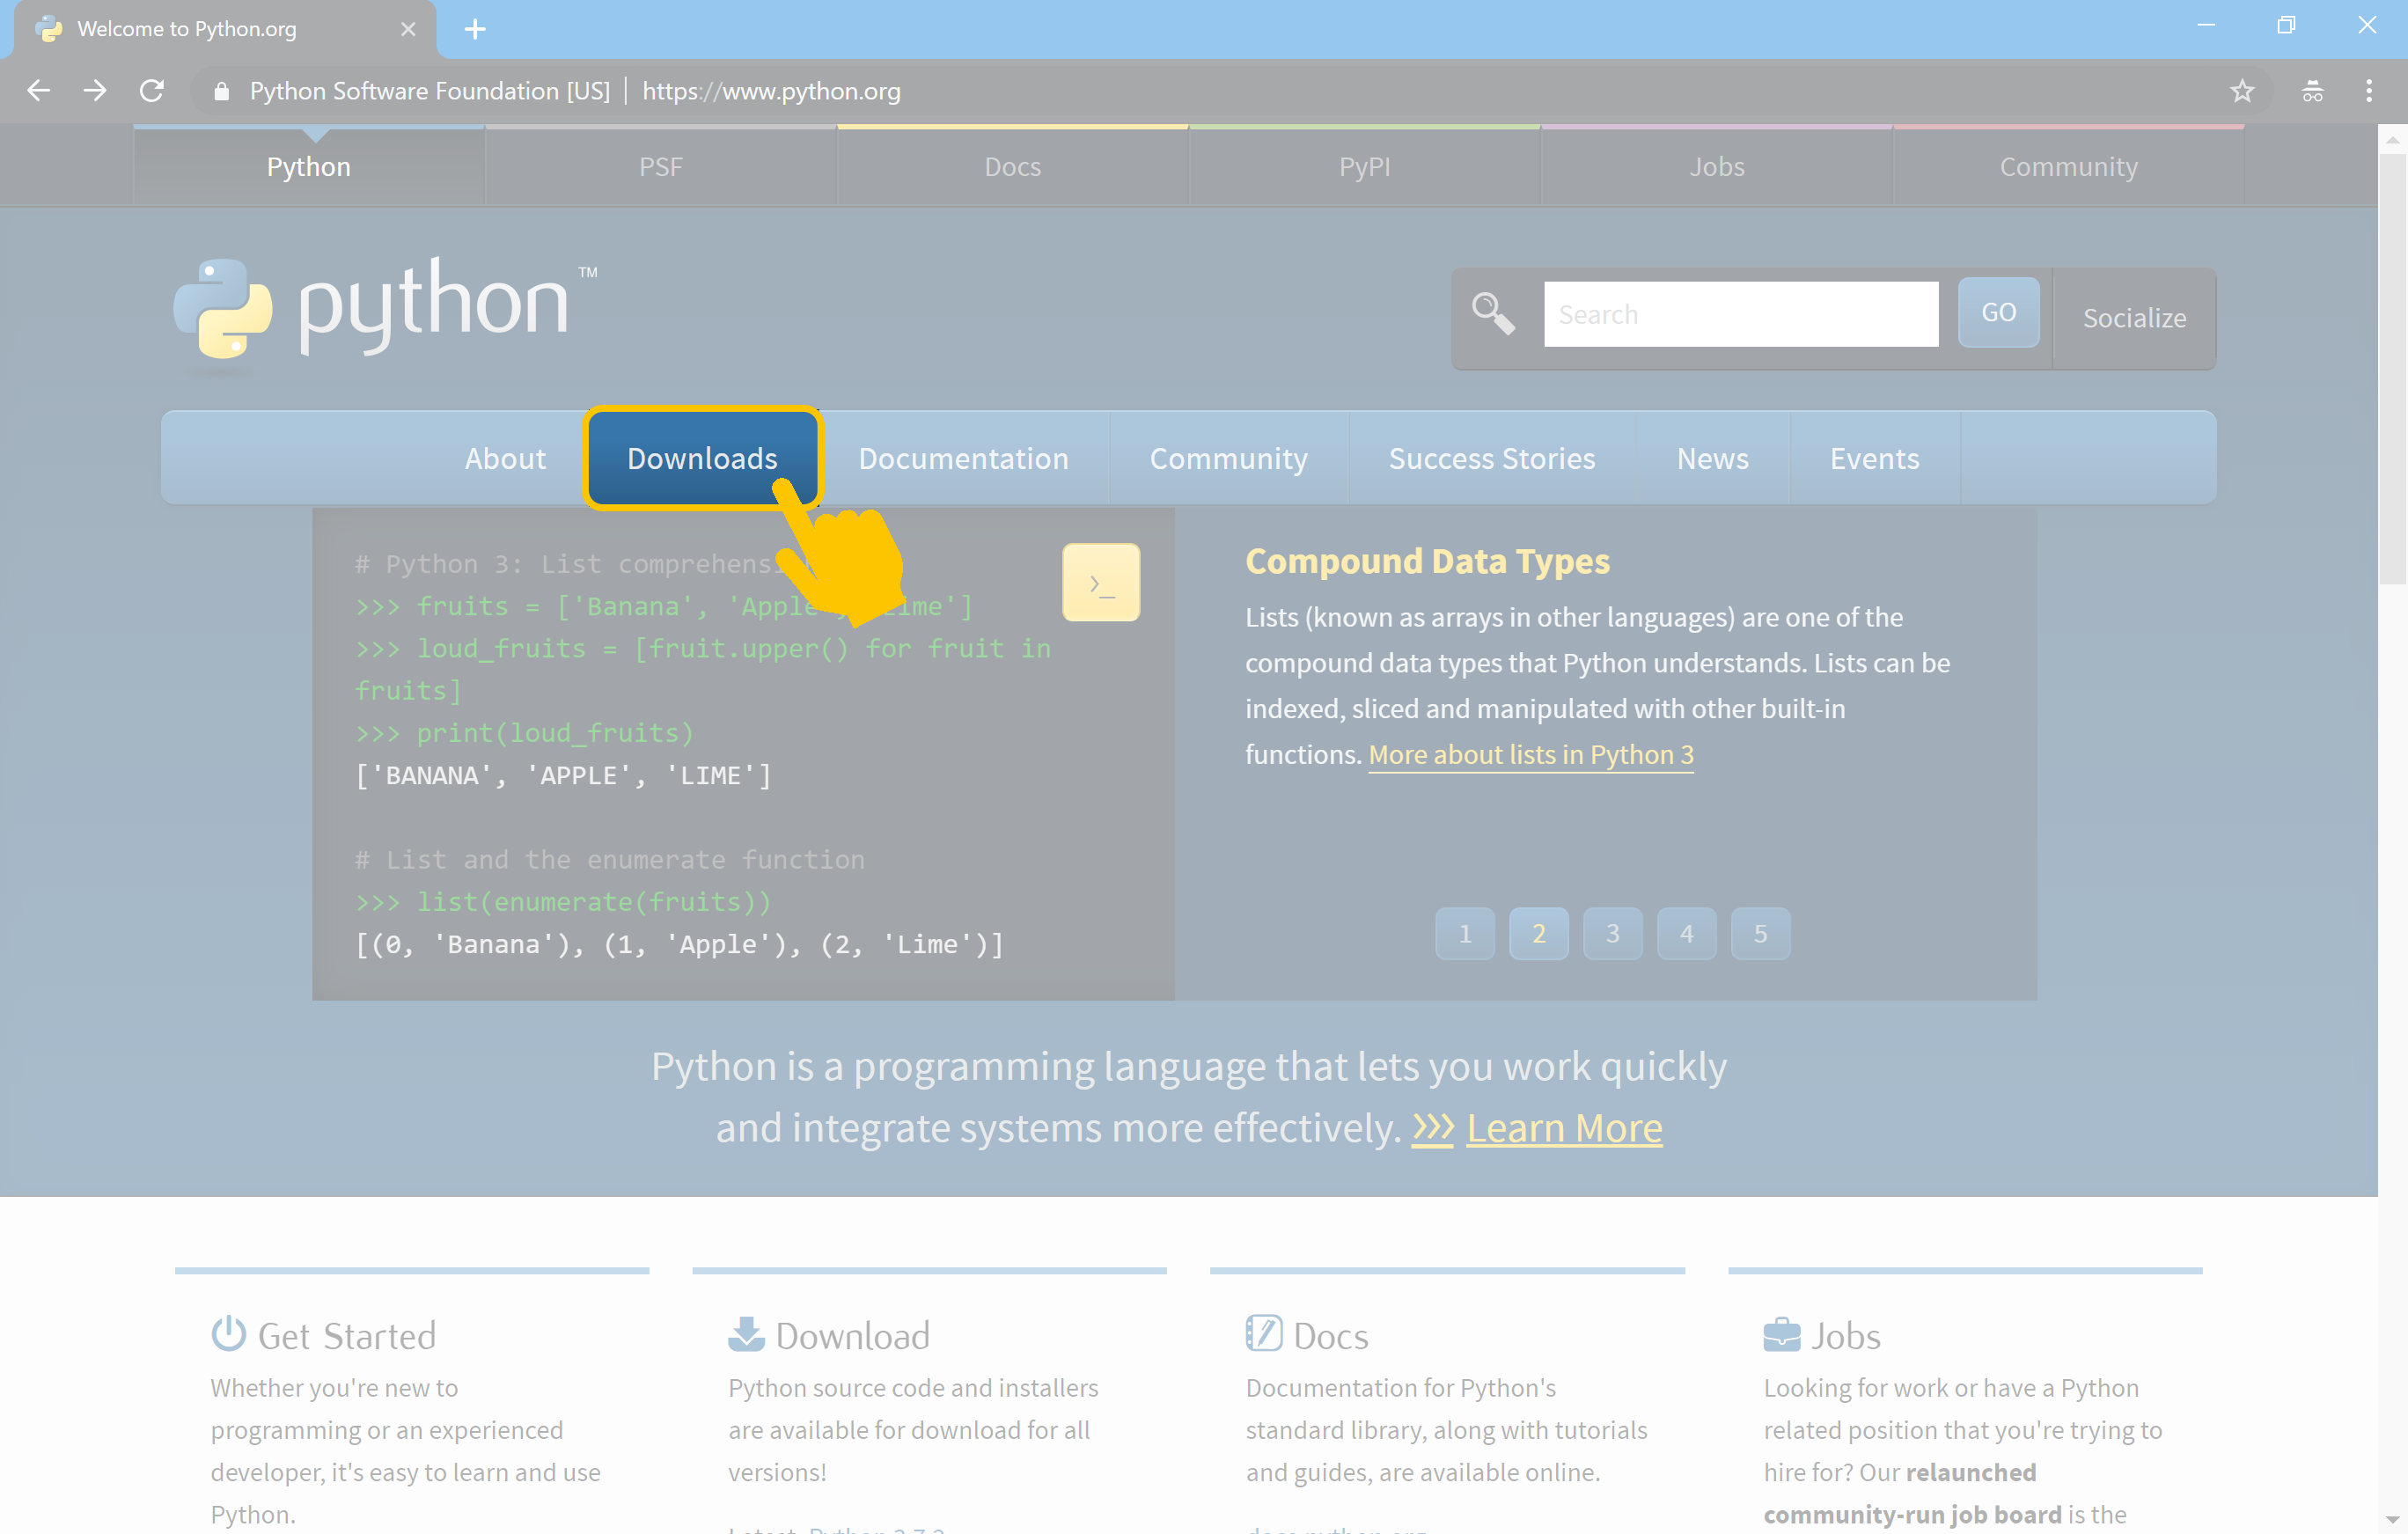 Welcome to Python.org
Python Software Foundation [US] | https://www.python.org
Python PSF Docs PyPI Jobs Community
python TM
Search GO Socialize
About Downloads Documentation Community Success Stories News Events
# Python 3: List
>>> fruits = ['Banana', 'Apple', 'Lime']
>>> loud_fruits = [fruit.upper() for fruit in
fruits]
>>> print(loud_fruits)
['BANANA', 'APPLE', 'LIME']
# List and the enumerate function
>>> list(enumerate(fruits))
[(0, 'Banana'), (1, 'Apple'), (2, 'Lime')]
>_
Compound Data Types
Lists (known as arrays in other languages) are one of the
compound data types that Python understands. Lists can be
indexed, sliced and manipulated with other built-in
functions. More about lists in Python 3
1 2 3 4 5
Python is a programming language that lets you work quickly
and integrate systems more effectively. >>> Learn More
Get Started
Whether you're new to
programming or an experienced
developer, it's easy to learn and use
Python.
Download
Python source code and installers
are available for download for all
versions!
Docs
Documentation for Python's
standard library, along with tutorials
and guides, are available online.
Jobs
Looking for work or have a Python
related position that you're trying to
hire for? Our relaunched
community-run job board is the